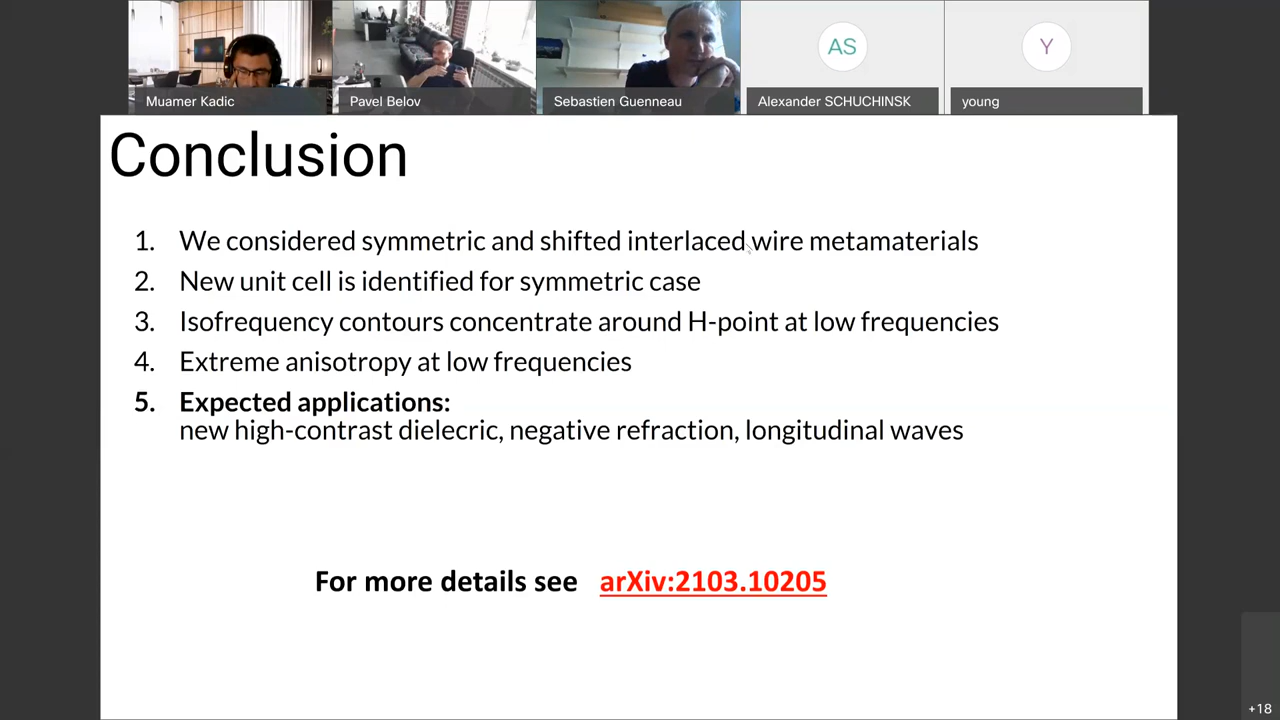 Muamer Kadic
Pavel Belov
Sebastien Guenneau
AS
Alexander SCHUCHINSK
Y
young
Conclusion
1. We considered symmetric and shifted interlaced wire metamaterials
2. New unit cell is identified for symmetric case
3. Isofrequency contours concentrate around H-point at low frequencies
4. Extreme anisotropy at low frequencies
5. Expected applications:
new high-contrast dielecric, negative refraction, longitudinal waves
For more details see arXiv:2103.10205
+18